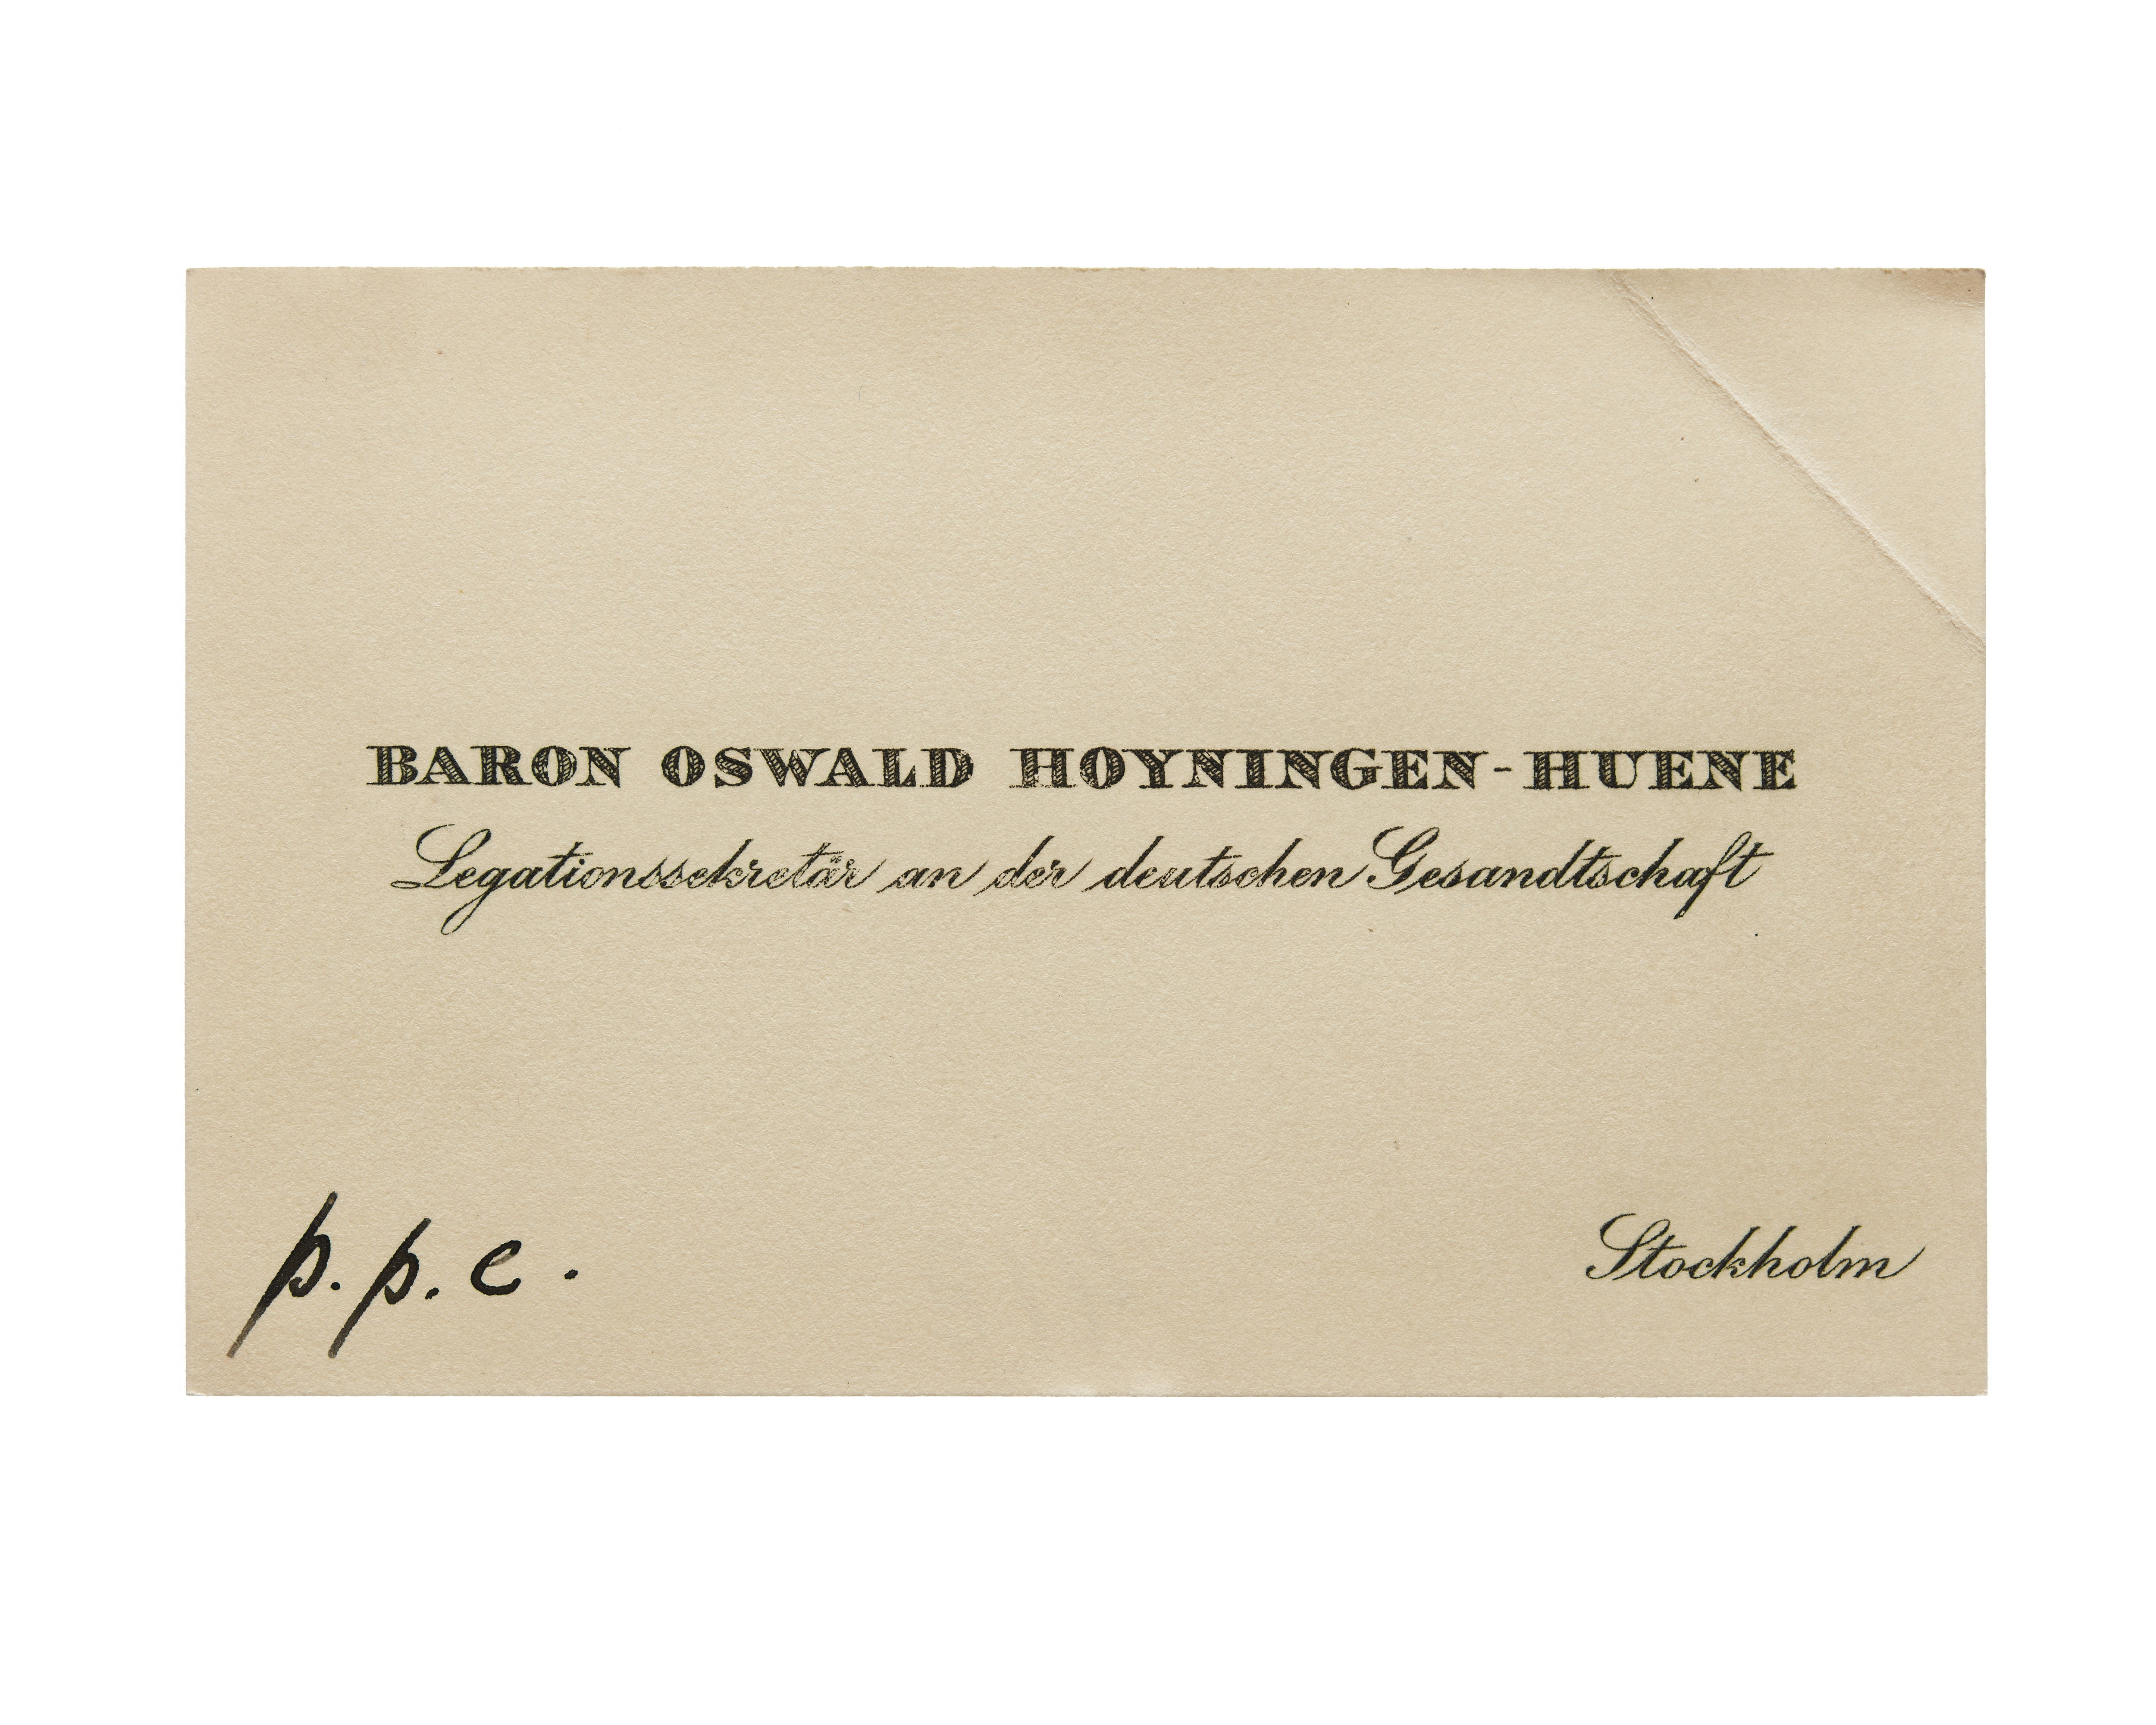 BARON OSWALD HOYNINGEN-HUENE
Legationssekretär an der deutschen Gesandtschaft
p. p. c.
Stockholm